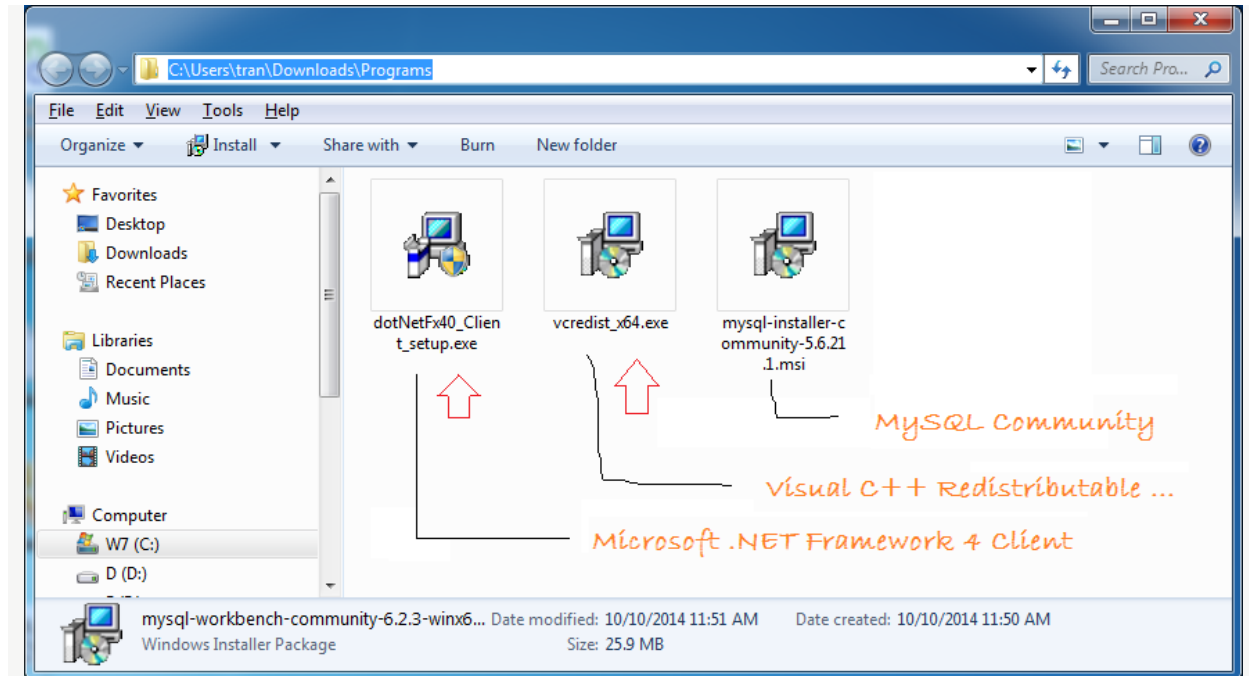 C:\Users\tran\Downloads\Programs
Search Pro...
File Edit View Tools Help
Organize Install Share with Burn New folder
Favorites
Desktop
Downloads
Recent Places
Libraries
Documents
Music
Pictures
Videos
Computer
W7 (C:)
D (D:)
dotNetFx40_Clien
t_setup.exe
vcredist_x64.exe
mysql-installer-c
ommunity-5.6.21
.1.msi
MySQL Community
Visual C++ Redistributable ...
Microsoft .NET Framework 4 Client
mysql-workbench-community-6.2.3-winx6... Date modified: 10/10/2014 11:51 AM Date created: 10/10/2014 11:50 AM
Windows Installer Package Size: 25.9 MB